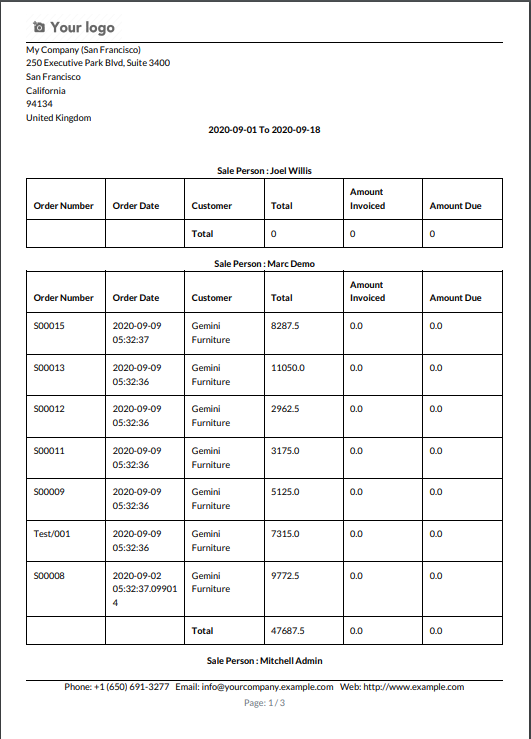 Your logo
My Company (San Francisco)
250 Executive Park Blvd, Suite 3400
San Francisco
California
94134
United Kingdom
2020-09-01 To 2020-09-18
Sale Person : Joel Willis
Order Number Order Date Customer Total Amount Invoiced Amount Due
Total 0 0 0
Sale Person : Marc Demo
Order Number Order Date Customer Total Amount Invoiced Amount Due
S00015 2020-09-09 Gemini 8287.5 0.0 0.0
05:32:37 Furniture
S00013 2020-09-09 Gemini 11050.0 0.0 0.0
05:32:36 Furniture
S00012 2020-09-09 Gemini 2962.5 0.0 0.0
05:32:36 Furniture
S00011 2020-09-09 Gemini 3175.0 0.0 0.0
05:32:36 Furniture
S00009 2020-09-09 Gemini 5125.0 0.0 0.0
05:32:36 Furniture
Test/001 2020-09-09 Gemini 7315.0 0.0 0.0
05:32:36 Furniture
S00008 2020-09-02 Gemini 9772.5 0.0 0.0
05:32:37.09901 Furniture
4
Total 47687.5 0.0 0.0
Sale Person : Mitchell Admin
Phone: +1 (650) 691-3277 Email: info@yourcompany.example.com Web: http://www.example.com
Page: 1 / 3